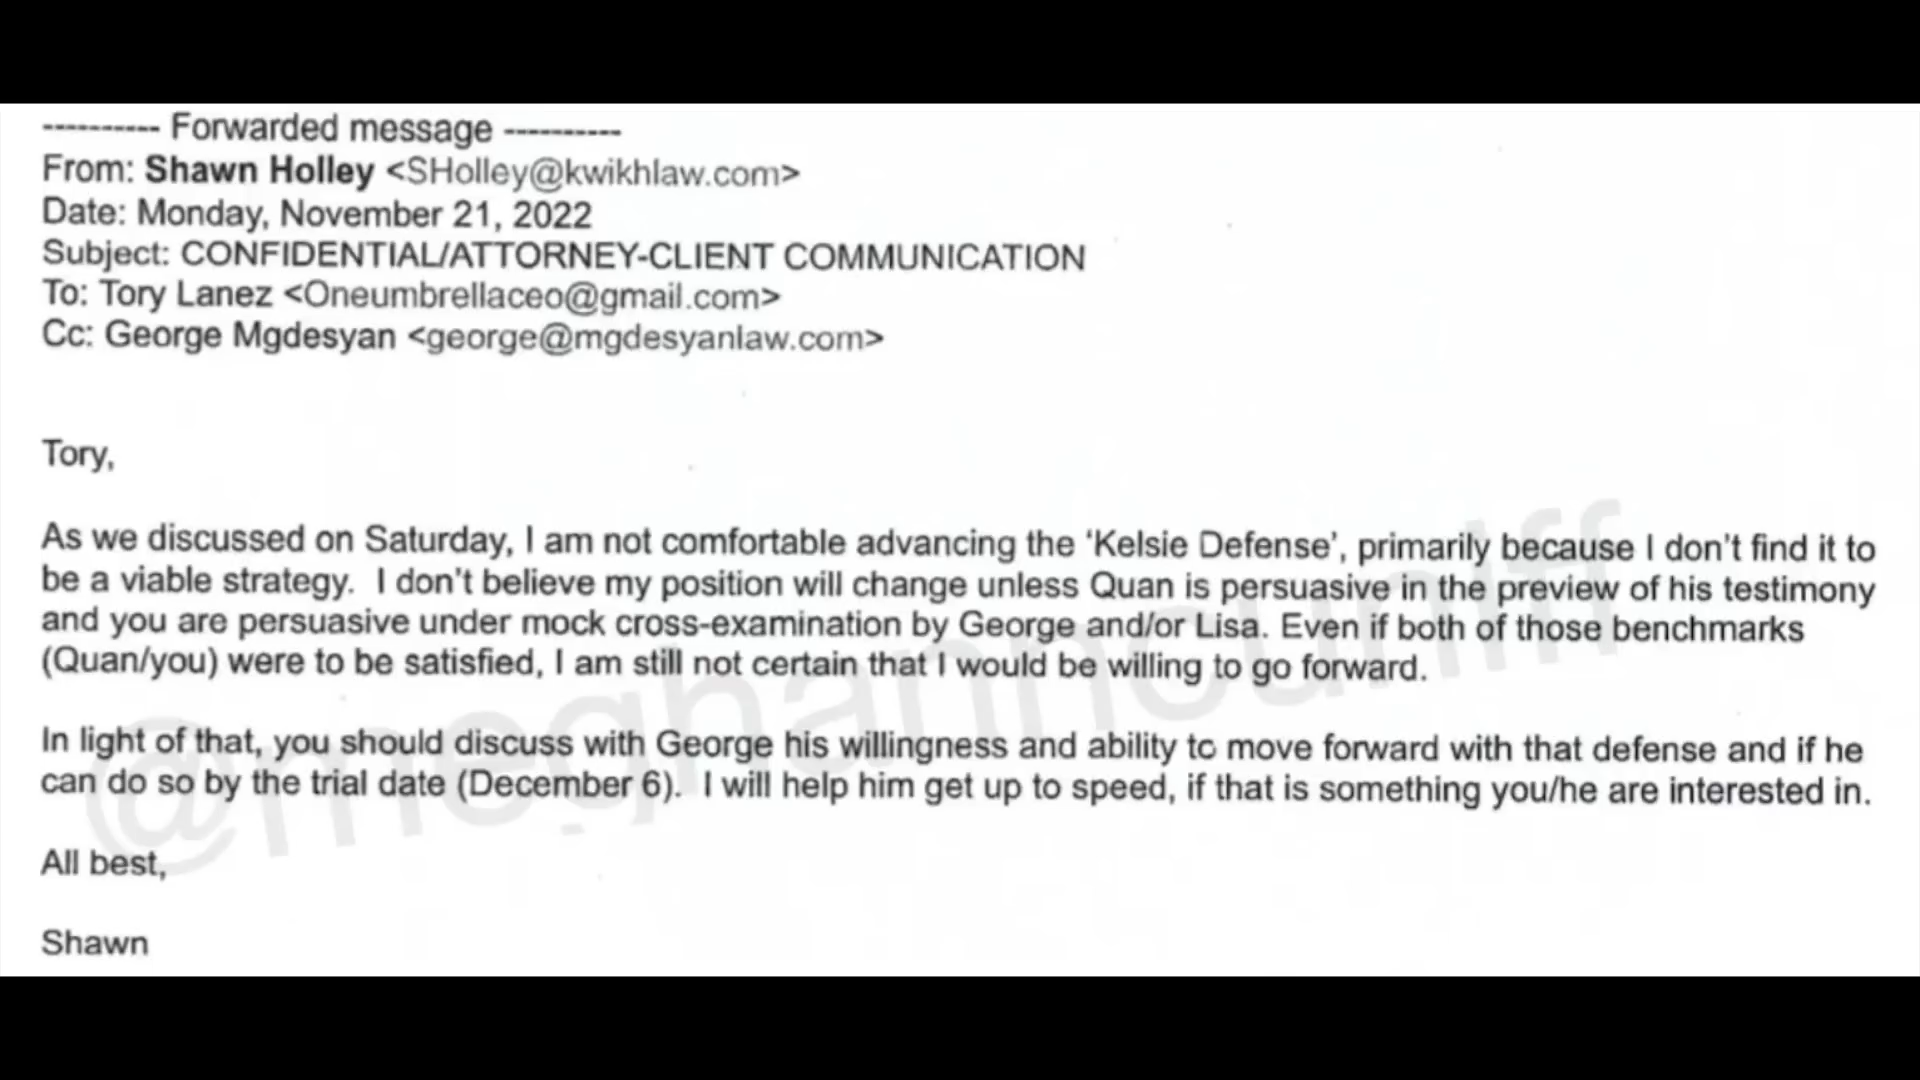 ---------- Forwarded message ----------
From: Shawn Holley <SHolley@kwikhlaw.com>
Date: Monday, November 21, 2022
Subject: CONFIDENTIAL/ATTORNEY-CLIENT COMMUNICATION
To: Tory Lanez <Oneumbrellaceo@gmail.com>
Cc: George Mgdesyan <george@mgdesyanlaw.com>
Tory,
As we discussed on Saturday, I am not comfortable advancing the ‘Kelsie Defense’, primarily because I don't find it to
be a viable strategy.  I don't believe my position will change unless Quan is persuasive in the preview of his testimony
and you are persuasive under mock cross-examination by George and/or Lisa. Even if both of those benchmarks
(Quan/you) were to be satisfied, I am still not certain that I would be willing to go forward.
In light of that, you should discuss with George his willingness and ability to move forward with that defense and if he
can do so by the trial date (December 6).  I will help him get up to speed, if that is something you/he are interested in.
All best,
Shawn
@meghanncuniff